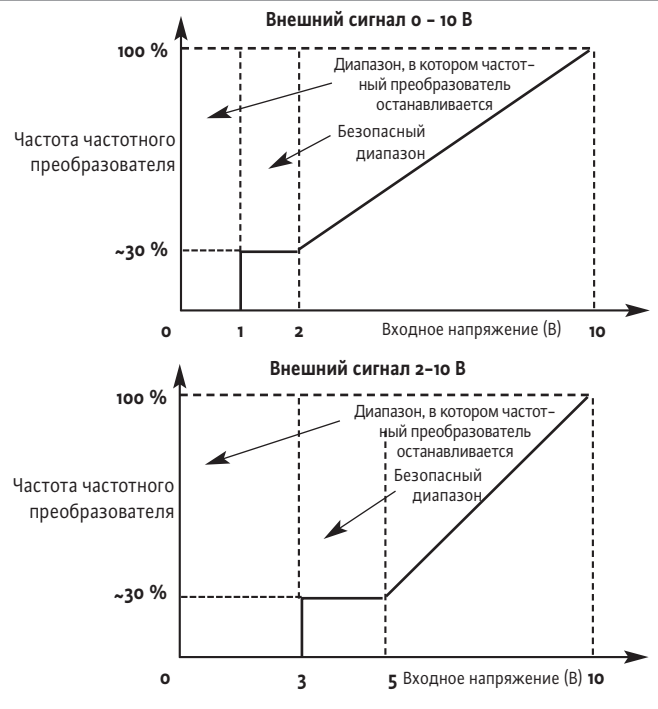 Внешний сигнал 0 – 10 В
100 %
Диапазон, в котором частот–
ный преобразователь
останавливается
Безопасный
диапазон
Частота частотного
преобразователя
~30 %
0 1 2 Входное напряжение (В) 10
Внешний сигнал 2–10 В
100 %
Диапазон, в котором частот–
ный преобразователь
останавливается
Безопасный
диапазон
Частота частотного
преобразователя
~30 %
0 3 5 Входное напряжение (В) 10